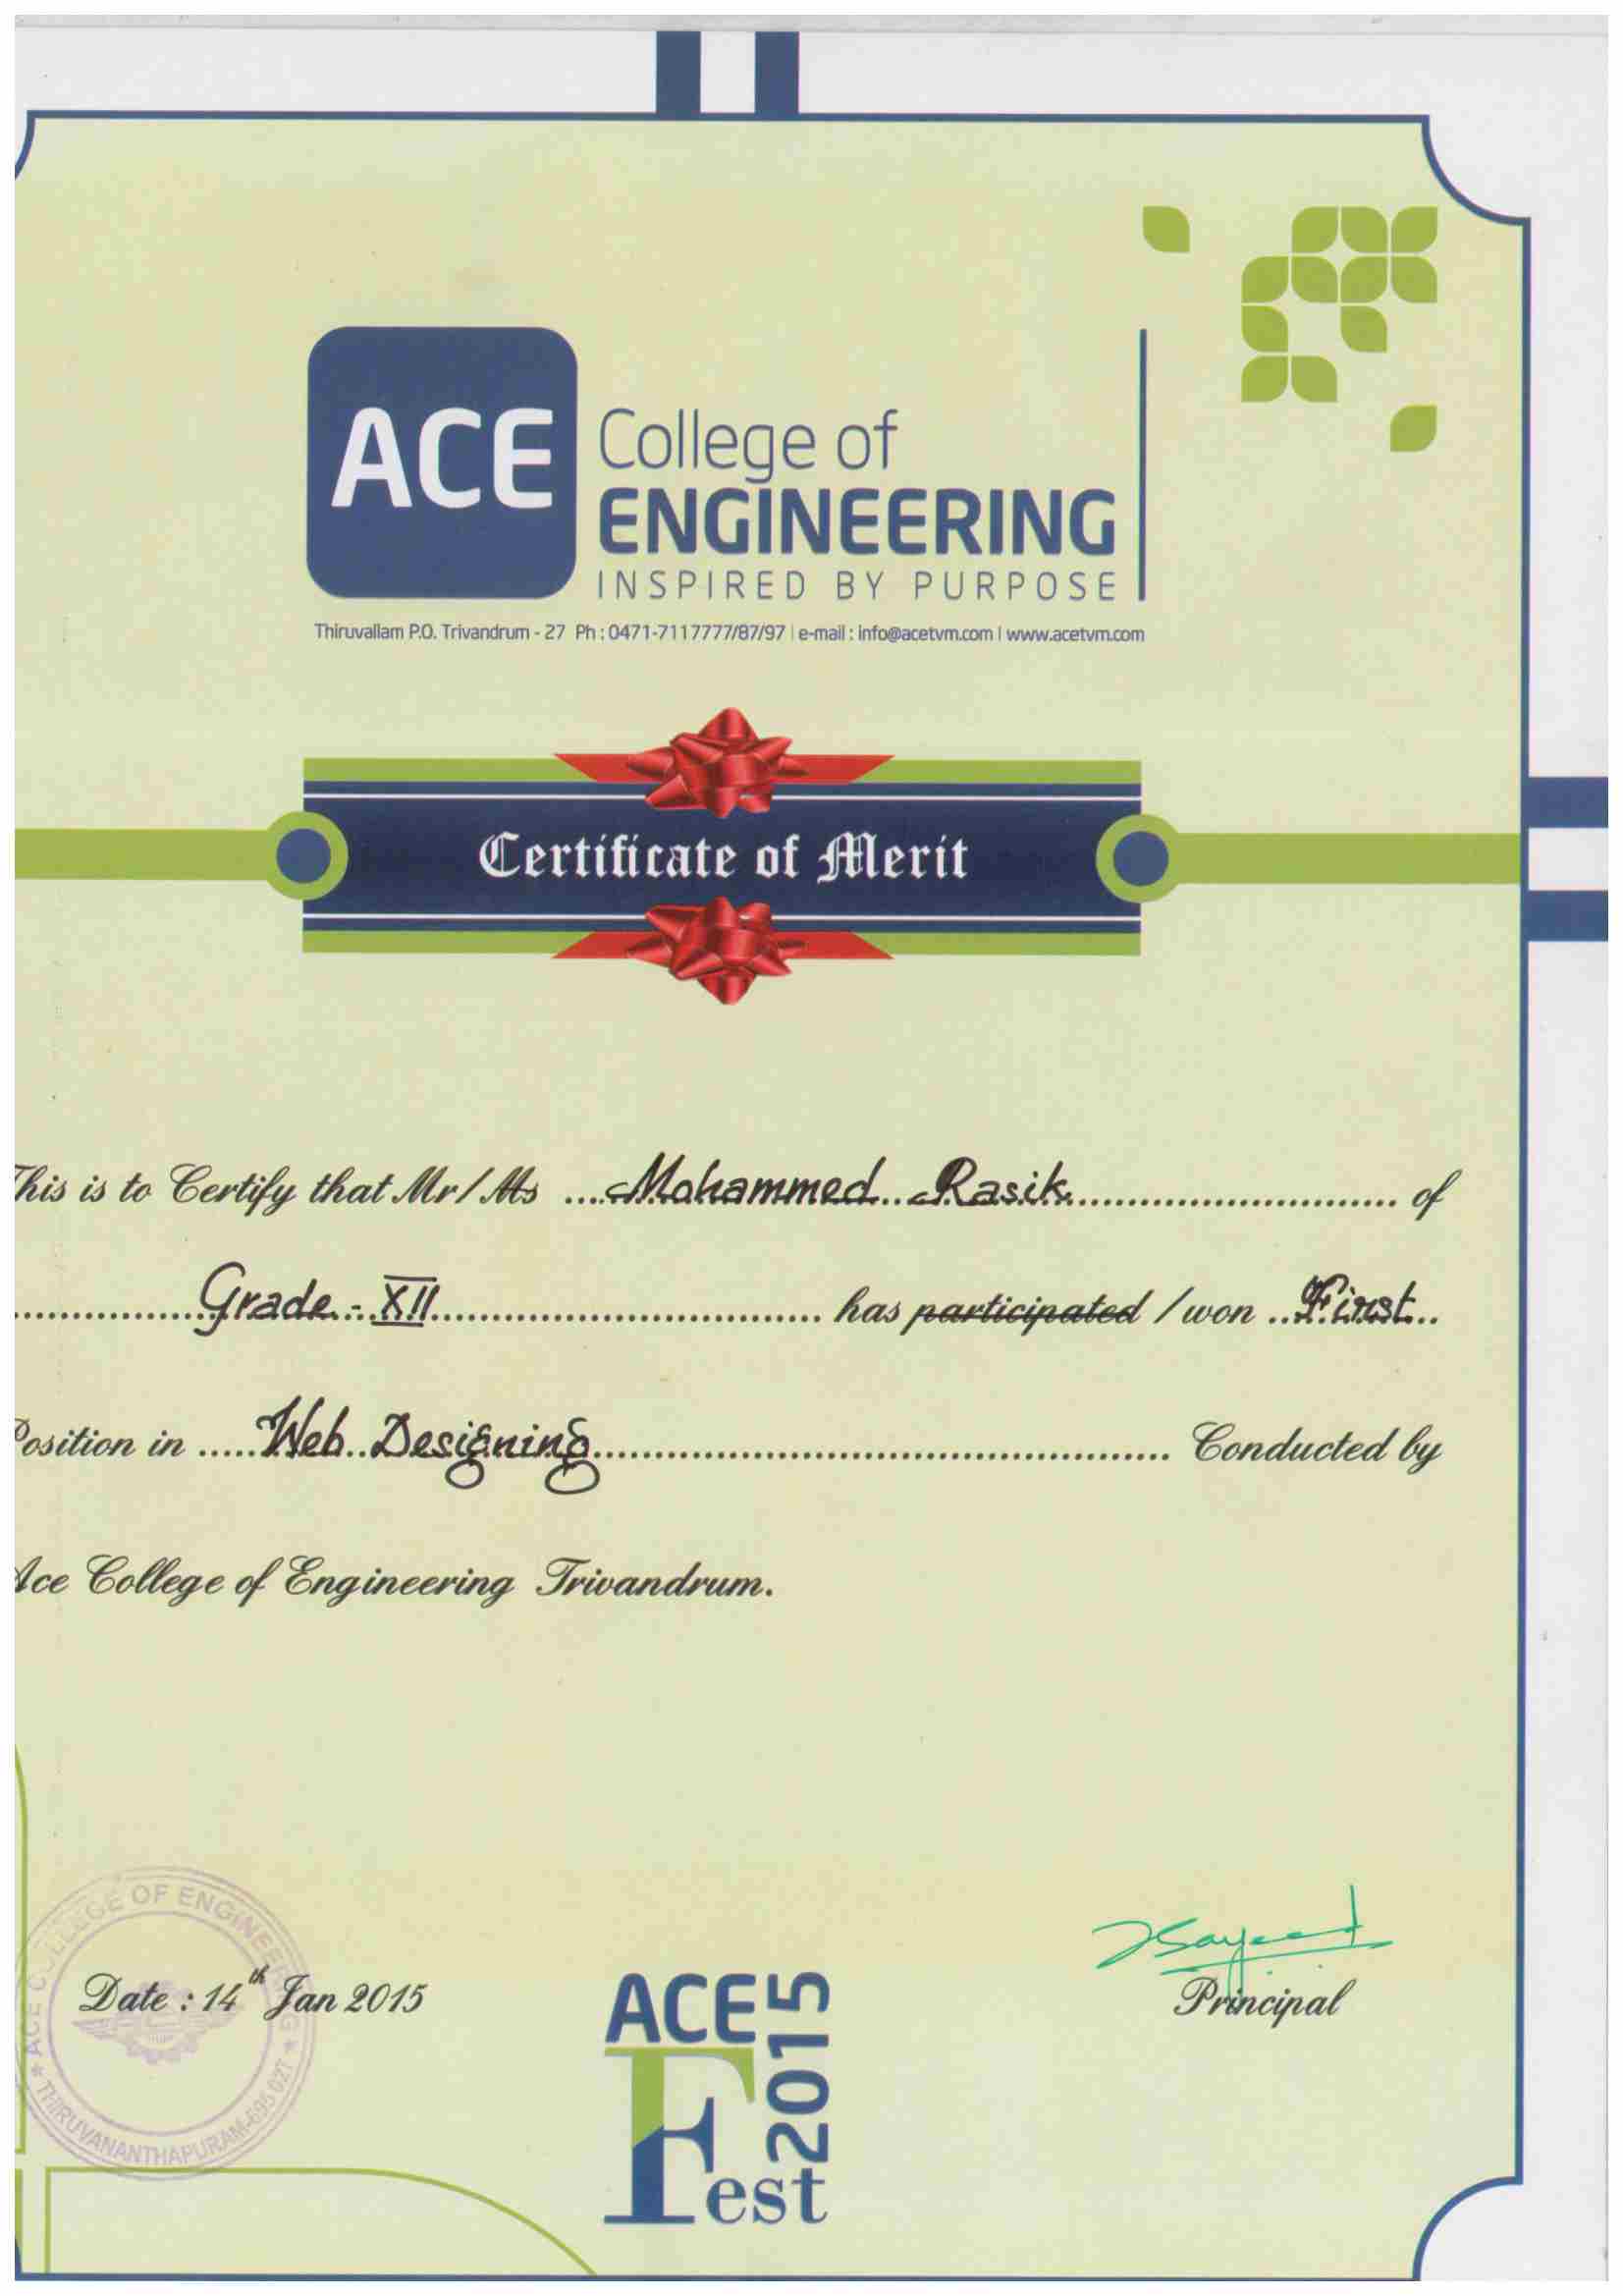 ACE College of
ENGINEERING
INSPIRED BY PURPOSE
Thiruvallam P.O. Trivandrum - 27 Ph : 0471-7117777/87/97 | e-mail : info@acetvm.com | www.acetvm.com
Certificate of Merit
This is to Certify that Mr / Ms ....Mohammed Rasik.... of
....Grade - XII.... has participated / won ..First..
Position in ....Web Designing.... Conducted by
Ace College of Engineering Trivandrum.
ACE COLLEGE OF ENGINEERING
THIRUVANANTHAPURAM-695 027
Date : 14th Jan 2015
ACE Fest 2015
Sayeed
Principal